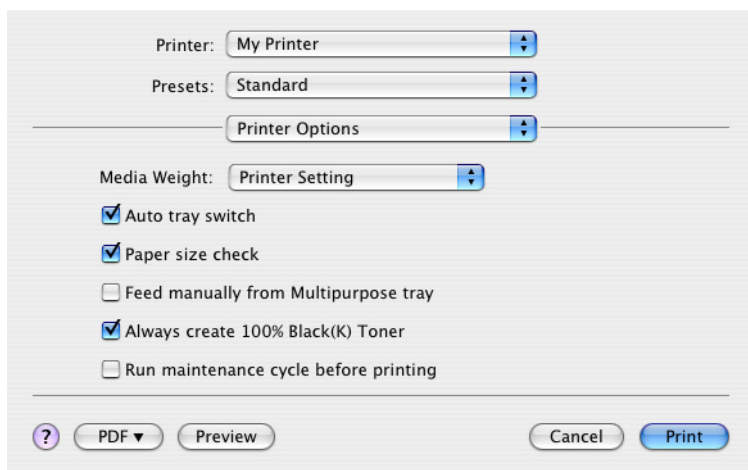 Printer: My Printer
Presets: Standard
Printer Options
Media Weight: Printer Setting
Auto tray switch
Paper size check
Feed manually from Multipurpose tray
Always create 100% Black(K) Toner
Run maintenance cycle before printing
? PDF ▼ Preview Cancel Print